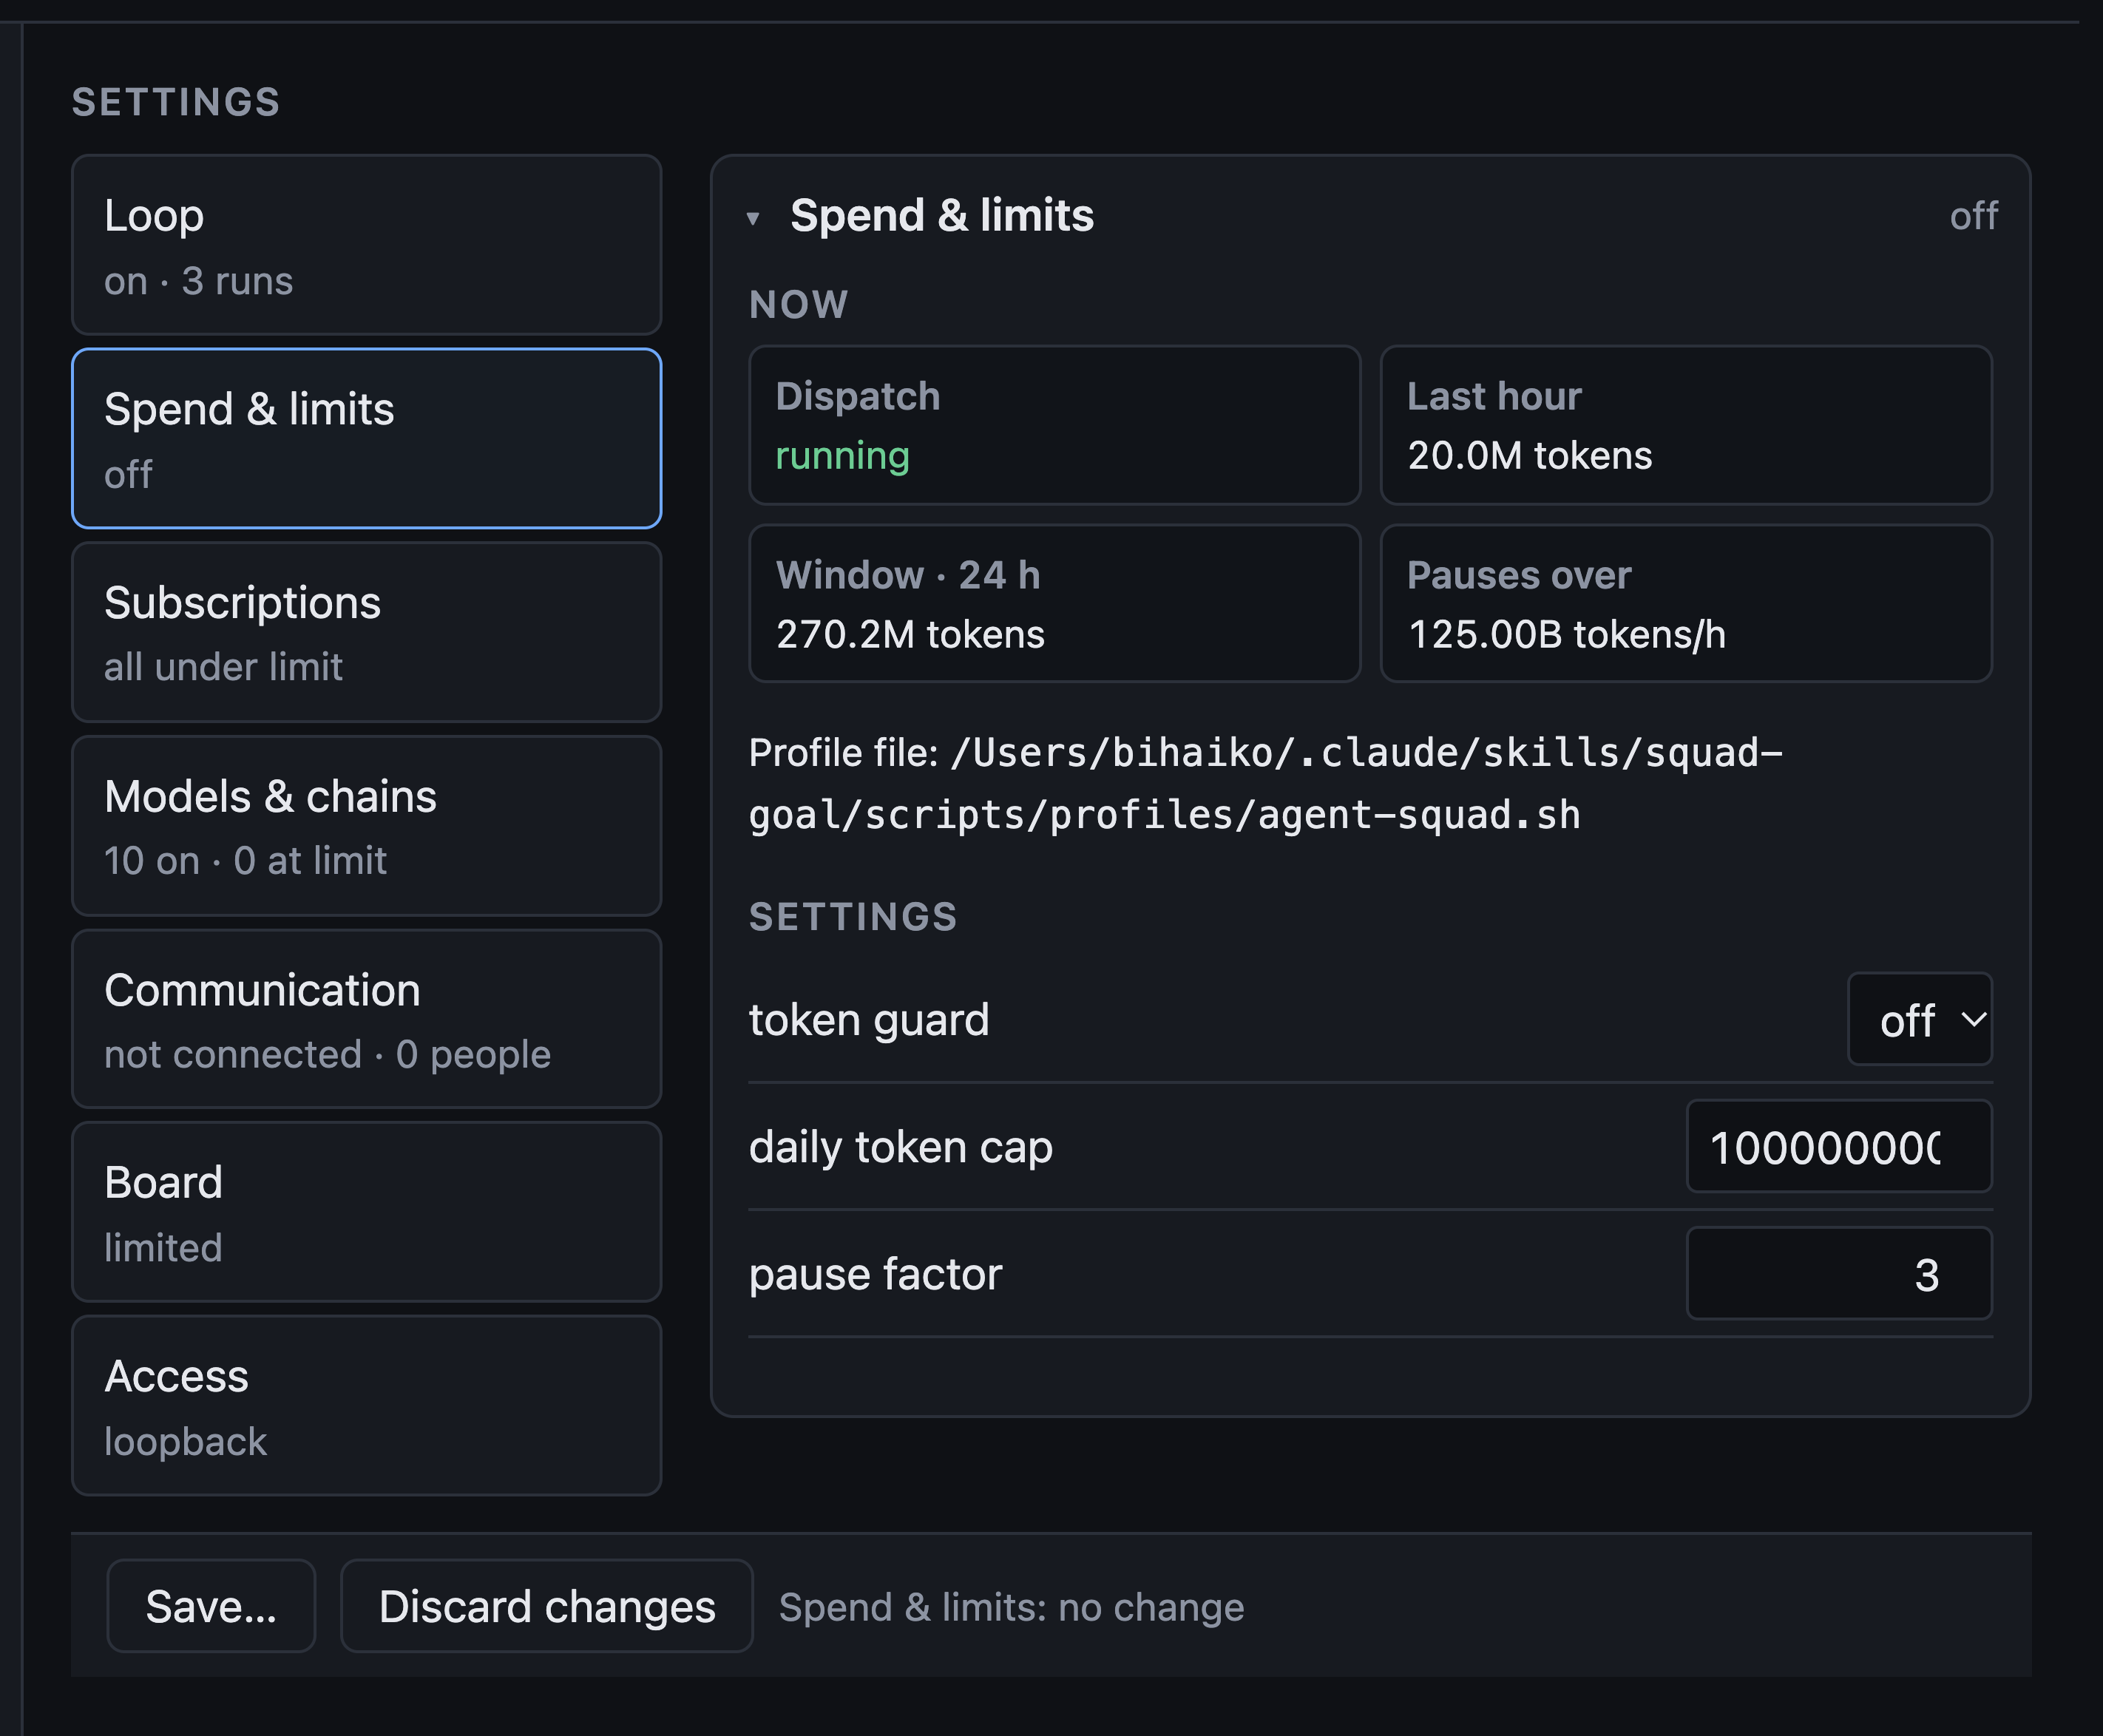 SETTINGS
Loop
on · 3 runs
Spend & limits
off
Subscriptions
all under limit
Models & chains
10 on · 0 at limit
Communication
not connected · 0 people
Board
limited
Access
loopback
Spend & limits
off
NOW
Dispatch
running
Last hour
20.0M tokens
Window · 24 h
270.2M tokens
Pauses over
125.00B tokens/h
Profile file: /Users/bihaiko/.claude/skills/squad-
goal/scripts/profiles/agent-squad.sh
SETTINGS
token guard
off
daily token cap
pause factor
3
Save...
Discard changes
Spend & limits: no change